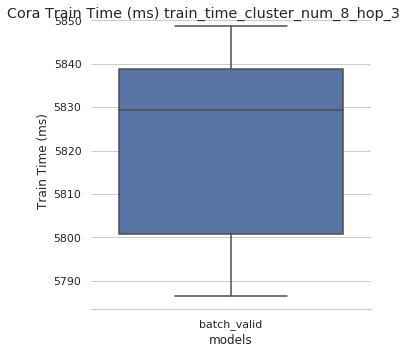 Cora Train Time (ms) train_time_cluster_num_8_hop_3
5850
5840
5830
5820
5810
5800
5790
Train Time (ms)
batch_valid
models